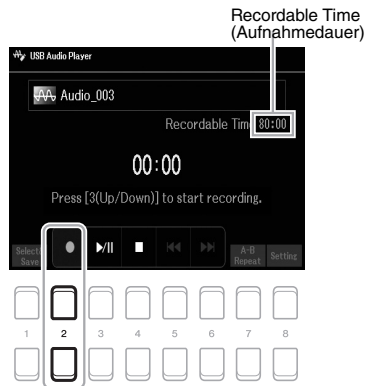 Recordable Time
(Aufnahmedauer)
USB Audio Player
Audio_003
Recordable Time 80:00
00:00
Press [3(Up/Down)] to start recording.
Select/
Save
A-B
Repeat
Setting
1 2 3 4 5 6 7 8